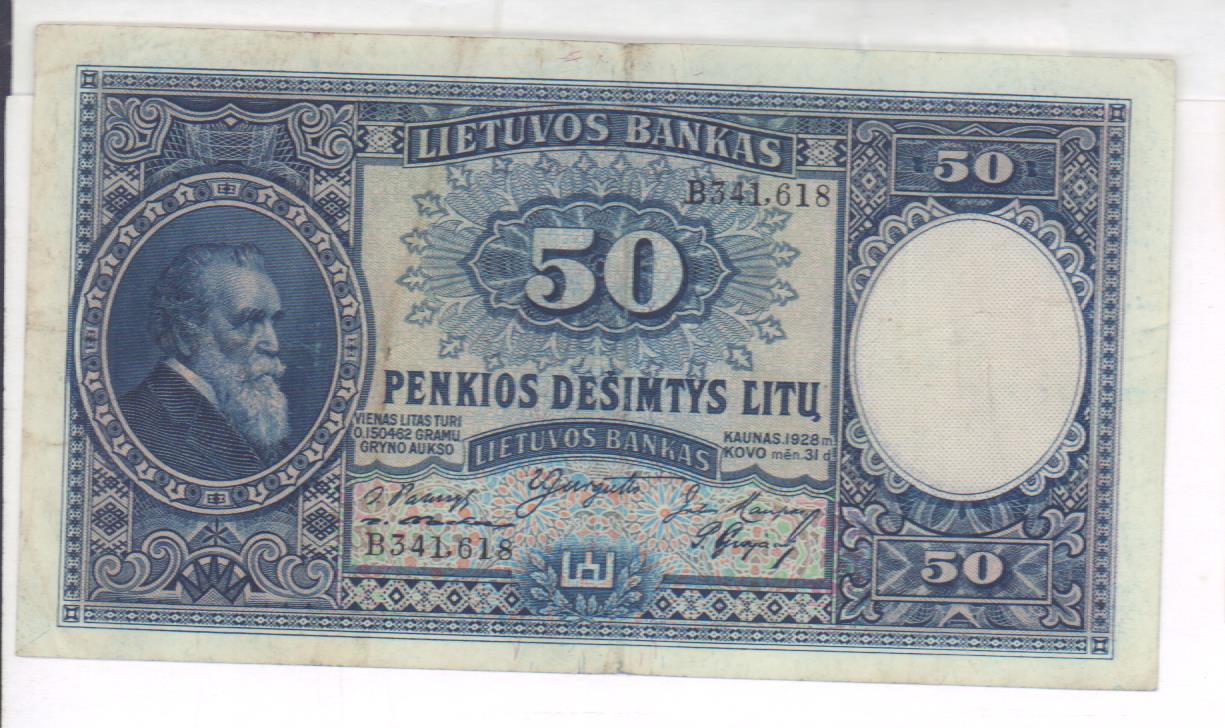 LIETUVOS BANKAS
50
B341,618
50
PENKIOS DEŠIMTYS LITŲ
VIENAS LITAS TURI
0,150462 GRAMŲ
GRYNO AUKSO
LIETUVOS BANKAS
KAUNAS.1928 m.
KOVO mėn. 31 d.
B341,618
50